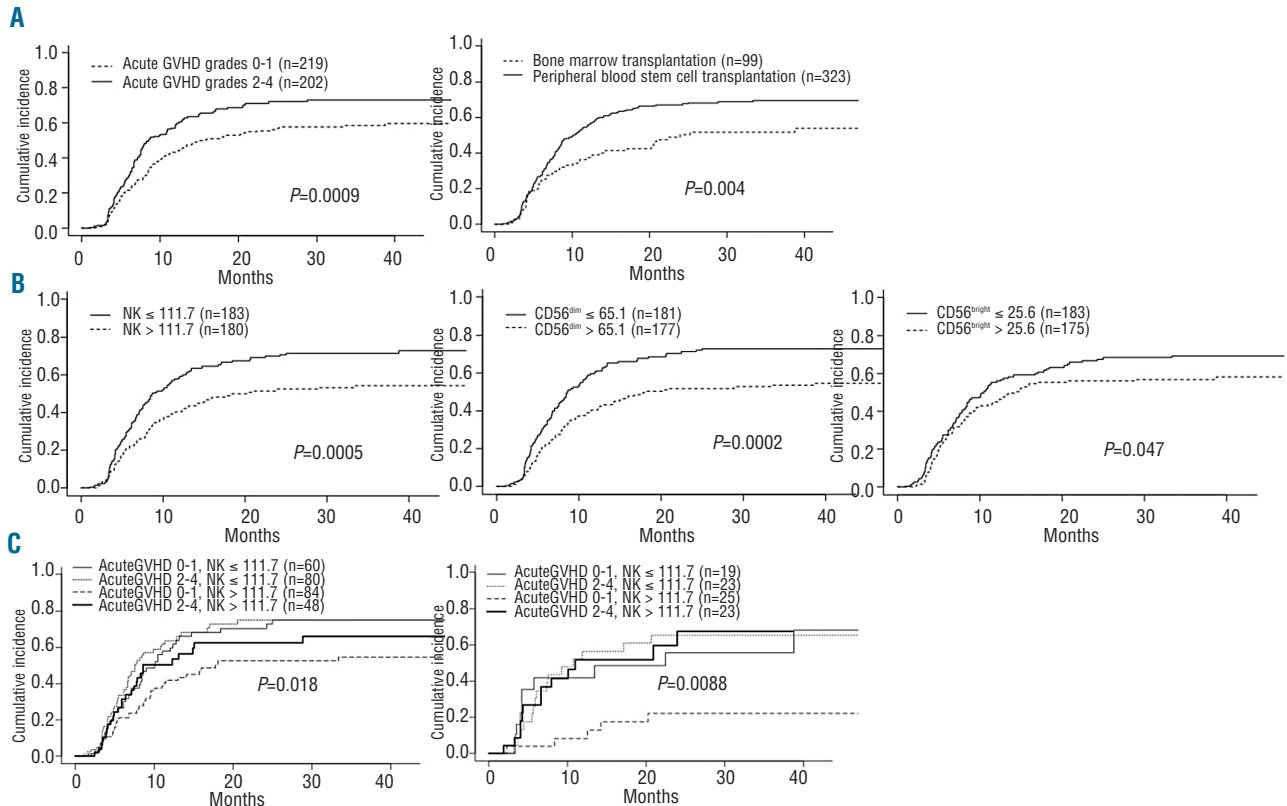 A
Cumulative incidence
1.0
0.8
0.6
0.4
0.2
0.0
Acute GVHD grades 0-1 (n=219)
Acute GVHD grades 2-4 (n=202)
P=0.0009
0 10 20 30 40
Months
Cumulative incidence
1.0
0.8
0.6
0.4
0.2
0.0
Bone marrow transplantation (n=99)
Peripheral blood stem cell transplantation (n=323)
P=0.004
0 10 20 30 40
Months
B
Cumulative incidence
1.0
0.8
0.6
0.4
0.2
0.0
NK ≤ 111.7 (n=183)
NK > 111.7 (n=180)
P=0.0005
0 10 20 30 40
Months
Cumulative incidence
1.0
0.8
0.6
0.4
0.2
0.0
CD56dim ≤ 65.1 (n=181)
CD56dim > 65.1 (n=177)
P=0.0002
0 10 20 30 40
Months
Cumulative incidence
1.0
0.8
0.6
0.4
0.2
0.0
CD56bright ≤ 25.6 (n=183)
CD56bright > 25.6 (n=175)
P=0.047
0 10 20 30 40
Months
C
Cumulative incidence
1.0
0.8
0.6
0.4
0.2
0.0
AcuteGVHD 0-1, NK ≤ 111.7 (n=60)
AcuteGVHD 2-4, NK ≤ 111.7 (n=80)
AcuteGVHD 0-1, NK > 111.7 (n=84)
AcuteGVHD 2-4, NK > 111.7 (n=48)
P=0.018
0 10 20 30 40
Months
Cumulative incidence
1.0
0.8
0.6
0.4
0.2
0.0
AcuteGVHD 0-1, NK ≤ 111.7 (n=19)
AcuteGVHD 2-4, NK ≤ 111.7 (n=23)
AcuteGVHD 0-1, NK > 111.7 (n=25)
AcuteGVHD 2-4, NK > 111.7 (n=23)
P=0.0088
0 10 20 30 40
Months